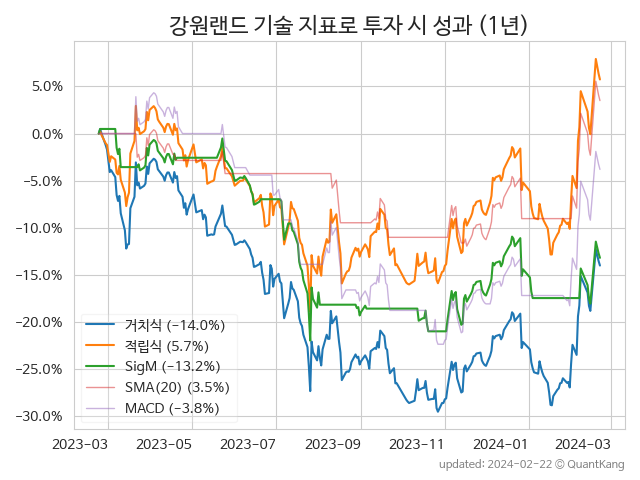 강원랜드 기술 지표로 투자 시 성과 (1년)
5.0%
0.0%
−5.0%
−10.0%
−15.0%
−20.0%
−25.0%
−30.0%
거치식 (−14.0%)
적립식 (5.7%)
SigM (−13.2%)
SMA(20) (3.5%)
MACD (−3.8%)
2023-03 2023-05 2023-07 2023-09 2023-11 2024-01 2024-03
updated: 2024-02-22 © QuantKang